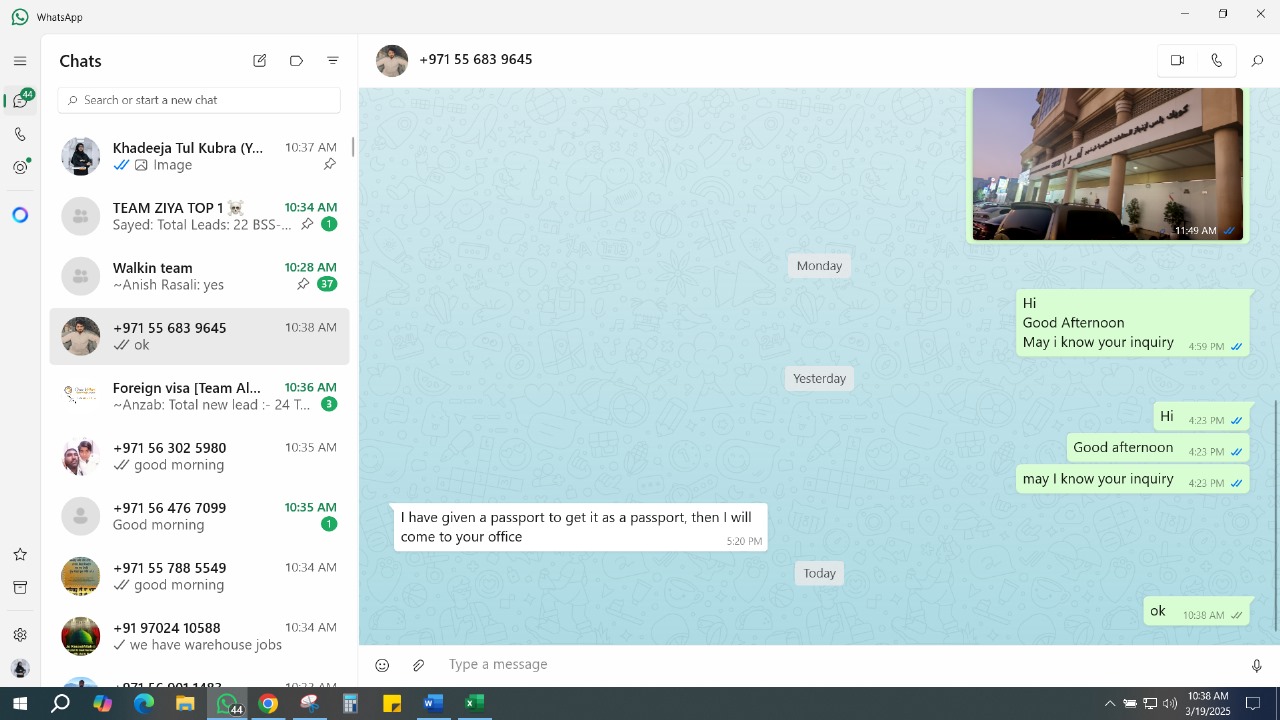 WhatsApp
Chats
Search or start a new chat
44
Khadeeja Tul Kubra (Y...
10:37 AM
Image
TEAM ZIYA TOP 1 ☠
10:34 AM
Sayed: Total Leads: 22 BSS-...
1
Walkin team
10:28 AM
~Anish Rasali: yes
37
+971 55 683 9645
10:38 AM
ok
Foreign visa [Team Al...
10:36 AM
~Anzab: Total new lead :- 24 T...
3
+971 56 302 5980
10:35 AM
good morning
+971 56 476 7099
10:35 AM
Good morning
1
+971 55 788 5549
10:34 AM
good morning
+91 97024 10588
10:34 AM
we have warehouse jobs
+971 55 683 9645
11:49 AM
Monday
Hi
Good Afternoon
May i know your inquiry
4:59 PM
Yesterday
Hi
4:23 PM
Good afternoon
4:23 PM
may I know your inquiry
4:23 PM
I have given a passport to get it as a passport, then I will
come to your office
5:20 PM
Today
ok
10:38 AM
Type a message
44
10:38 AM
3/19/2025